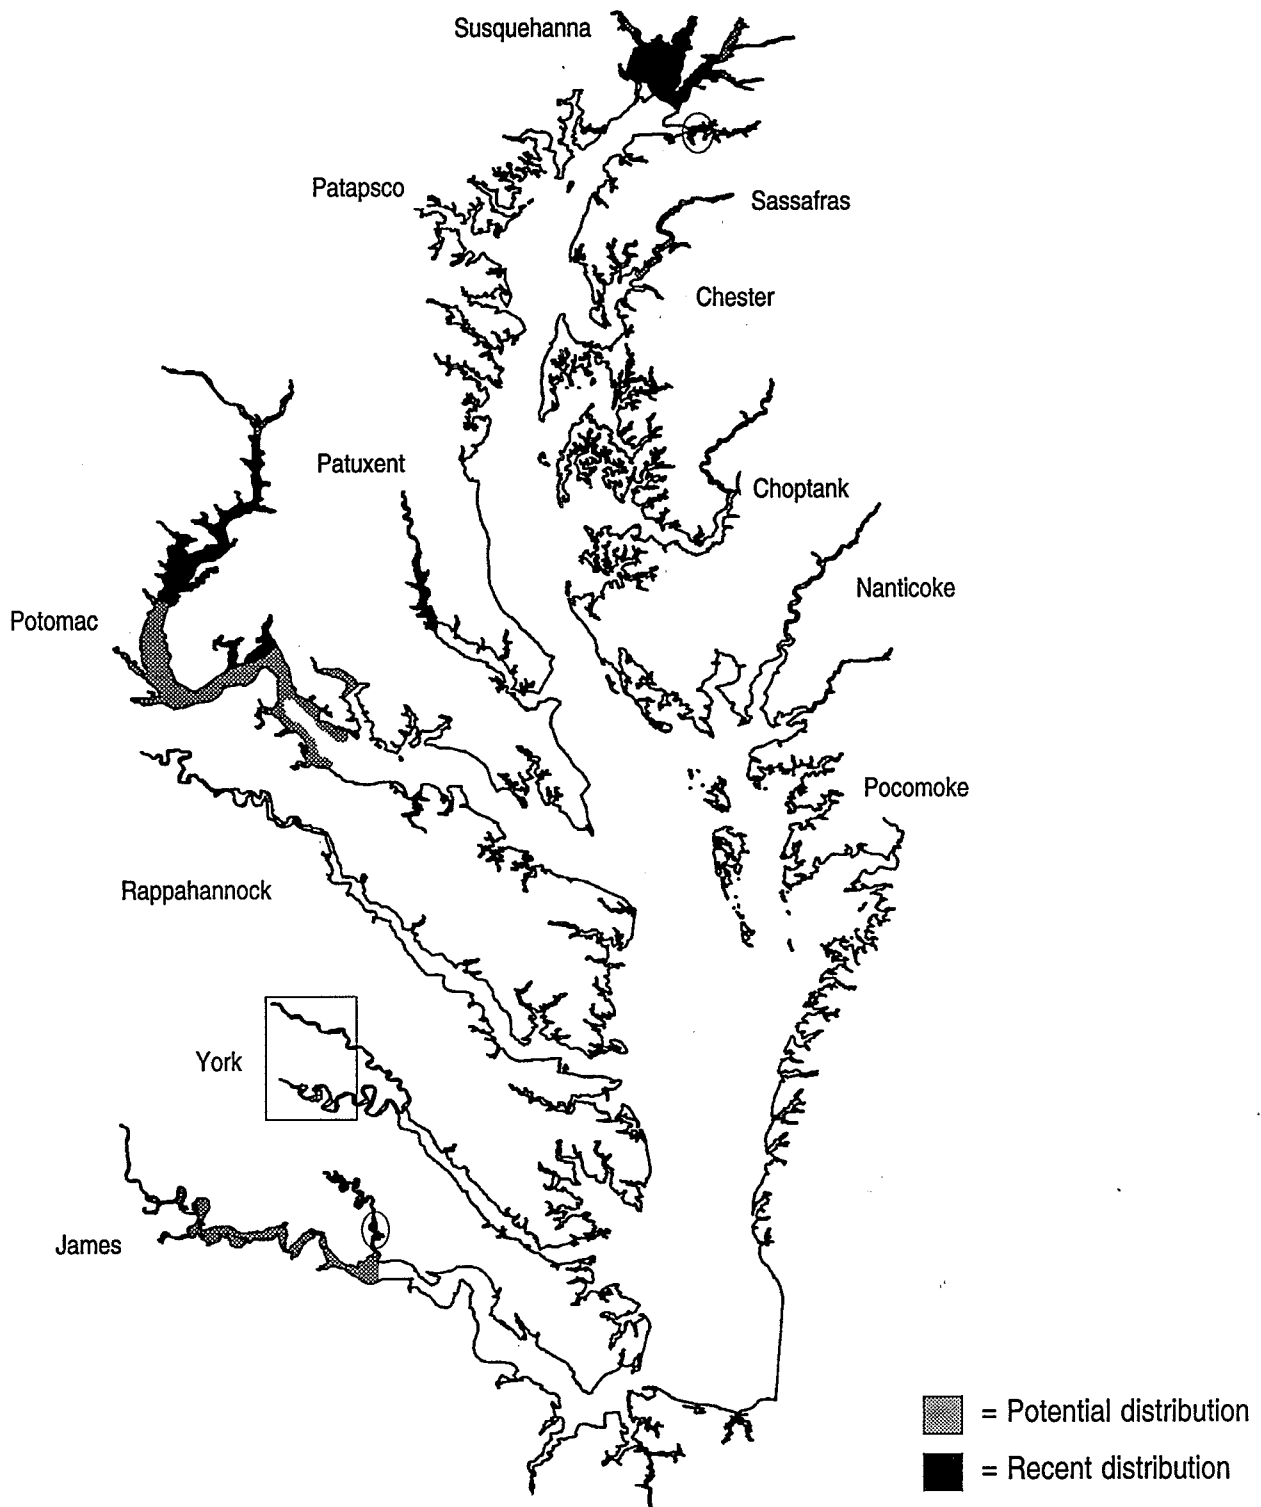 Susquehanna
Patapsco
Sassafras
Chester
Patuxent
Choptank
Nanticoke
Potomac
Pocomoke
Rappahannock
York
James
= Potential distribution
= Recent distribution